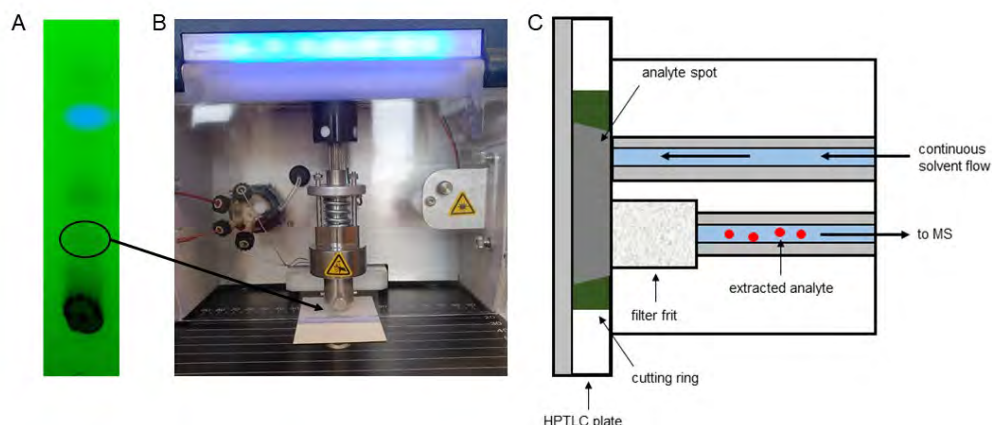 A
B
C
analyte spot
continuous
solvent flow
to MS
extracted analyte
filter frit
cutting ring
HPTLC plate